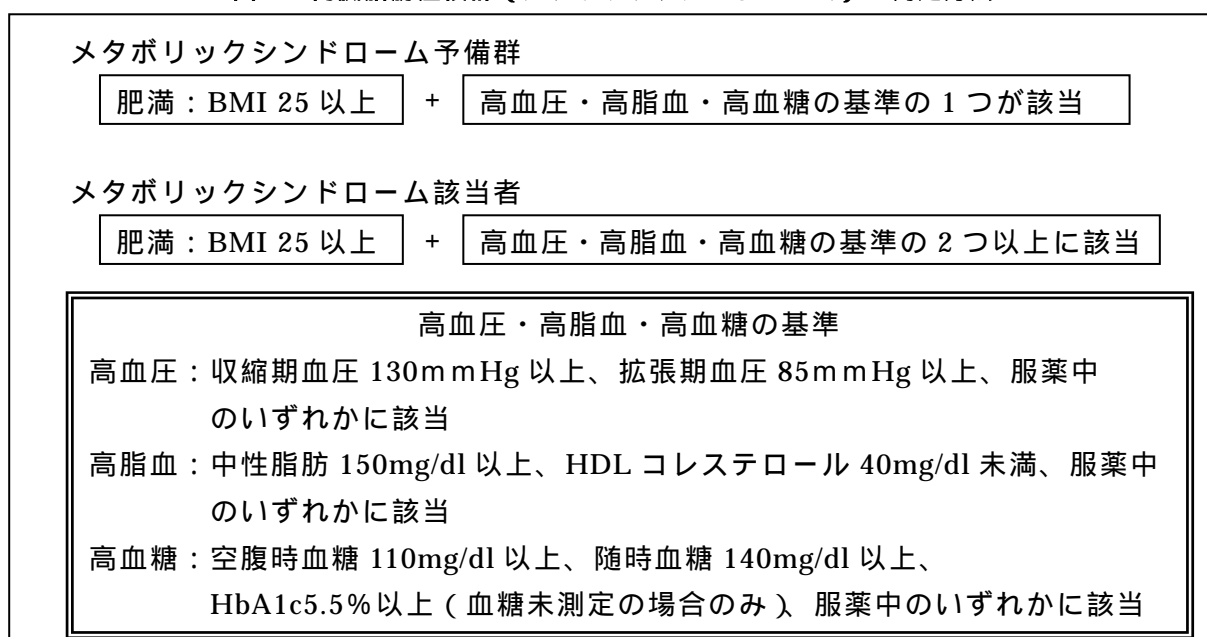 メタボリックシンドローム予備群
肥満：BMI 25 以上 + 高血圧・高脂血・高血糖の基準の 1 つが該当
メタボリックシンドローム該当者
肥満：BMI 25 以上 + 高血圧・高脂血・高血糖の基準の 2 つ以上に該当
高血圧・高脂血・高血糖の基準
高血圧：収縮期血圧 130ｍｍHg 以上、拡張期血圧 85ｍｍHg 以上、服薬中
のいずれかに該当
高脂血：中性脂肪 150mg/dl 以上、HDL コレステロール 40mg/dl 未満、服薬中
のいずれかに該当
高血糖：空腹時血糖 110mg/dl 以上、随時血糖 140mg/dl 以上、
HbA1c5.5％以上（血糖未測定の場合のみ）、服薬中のいずれかに該当